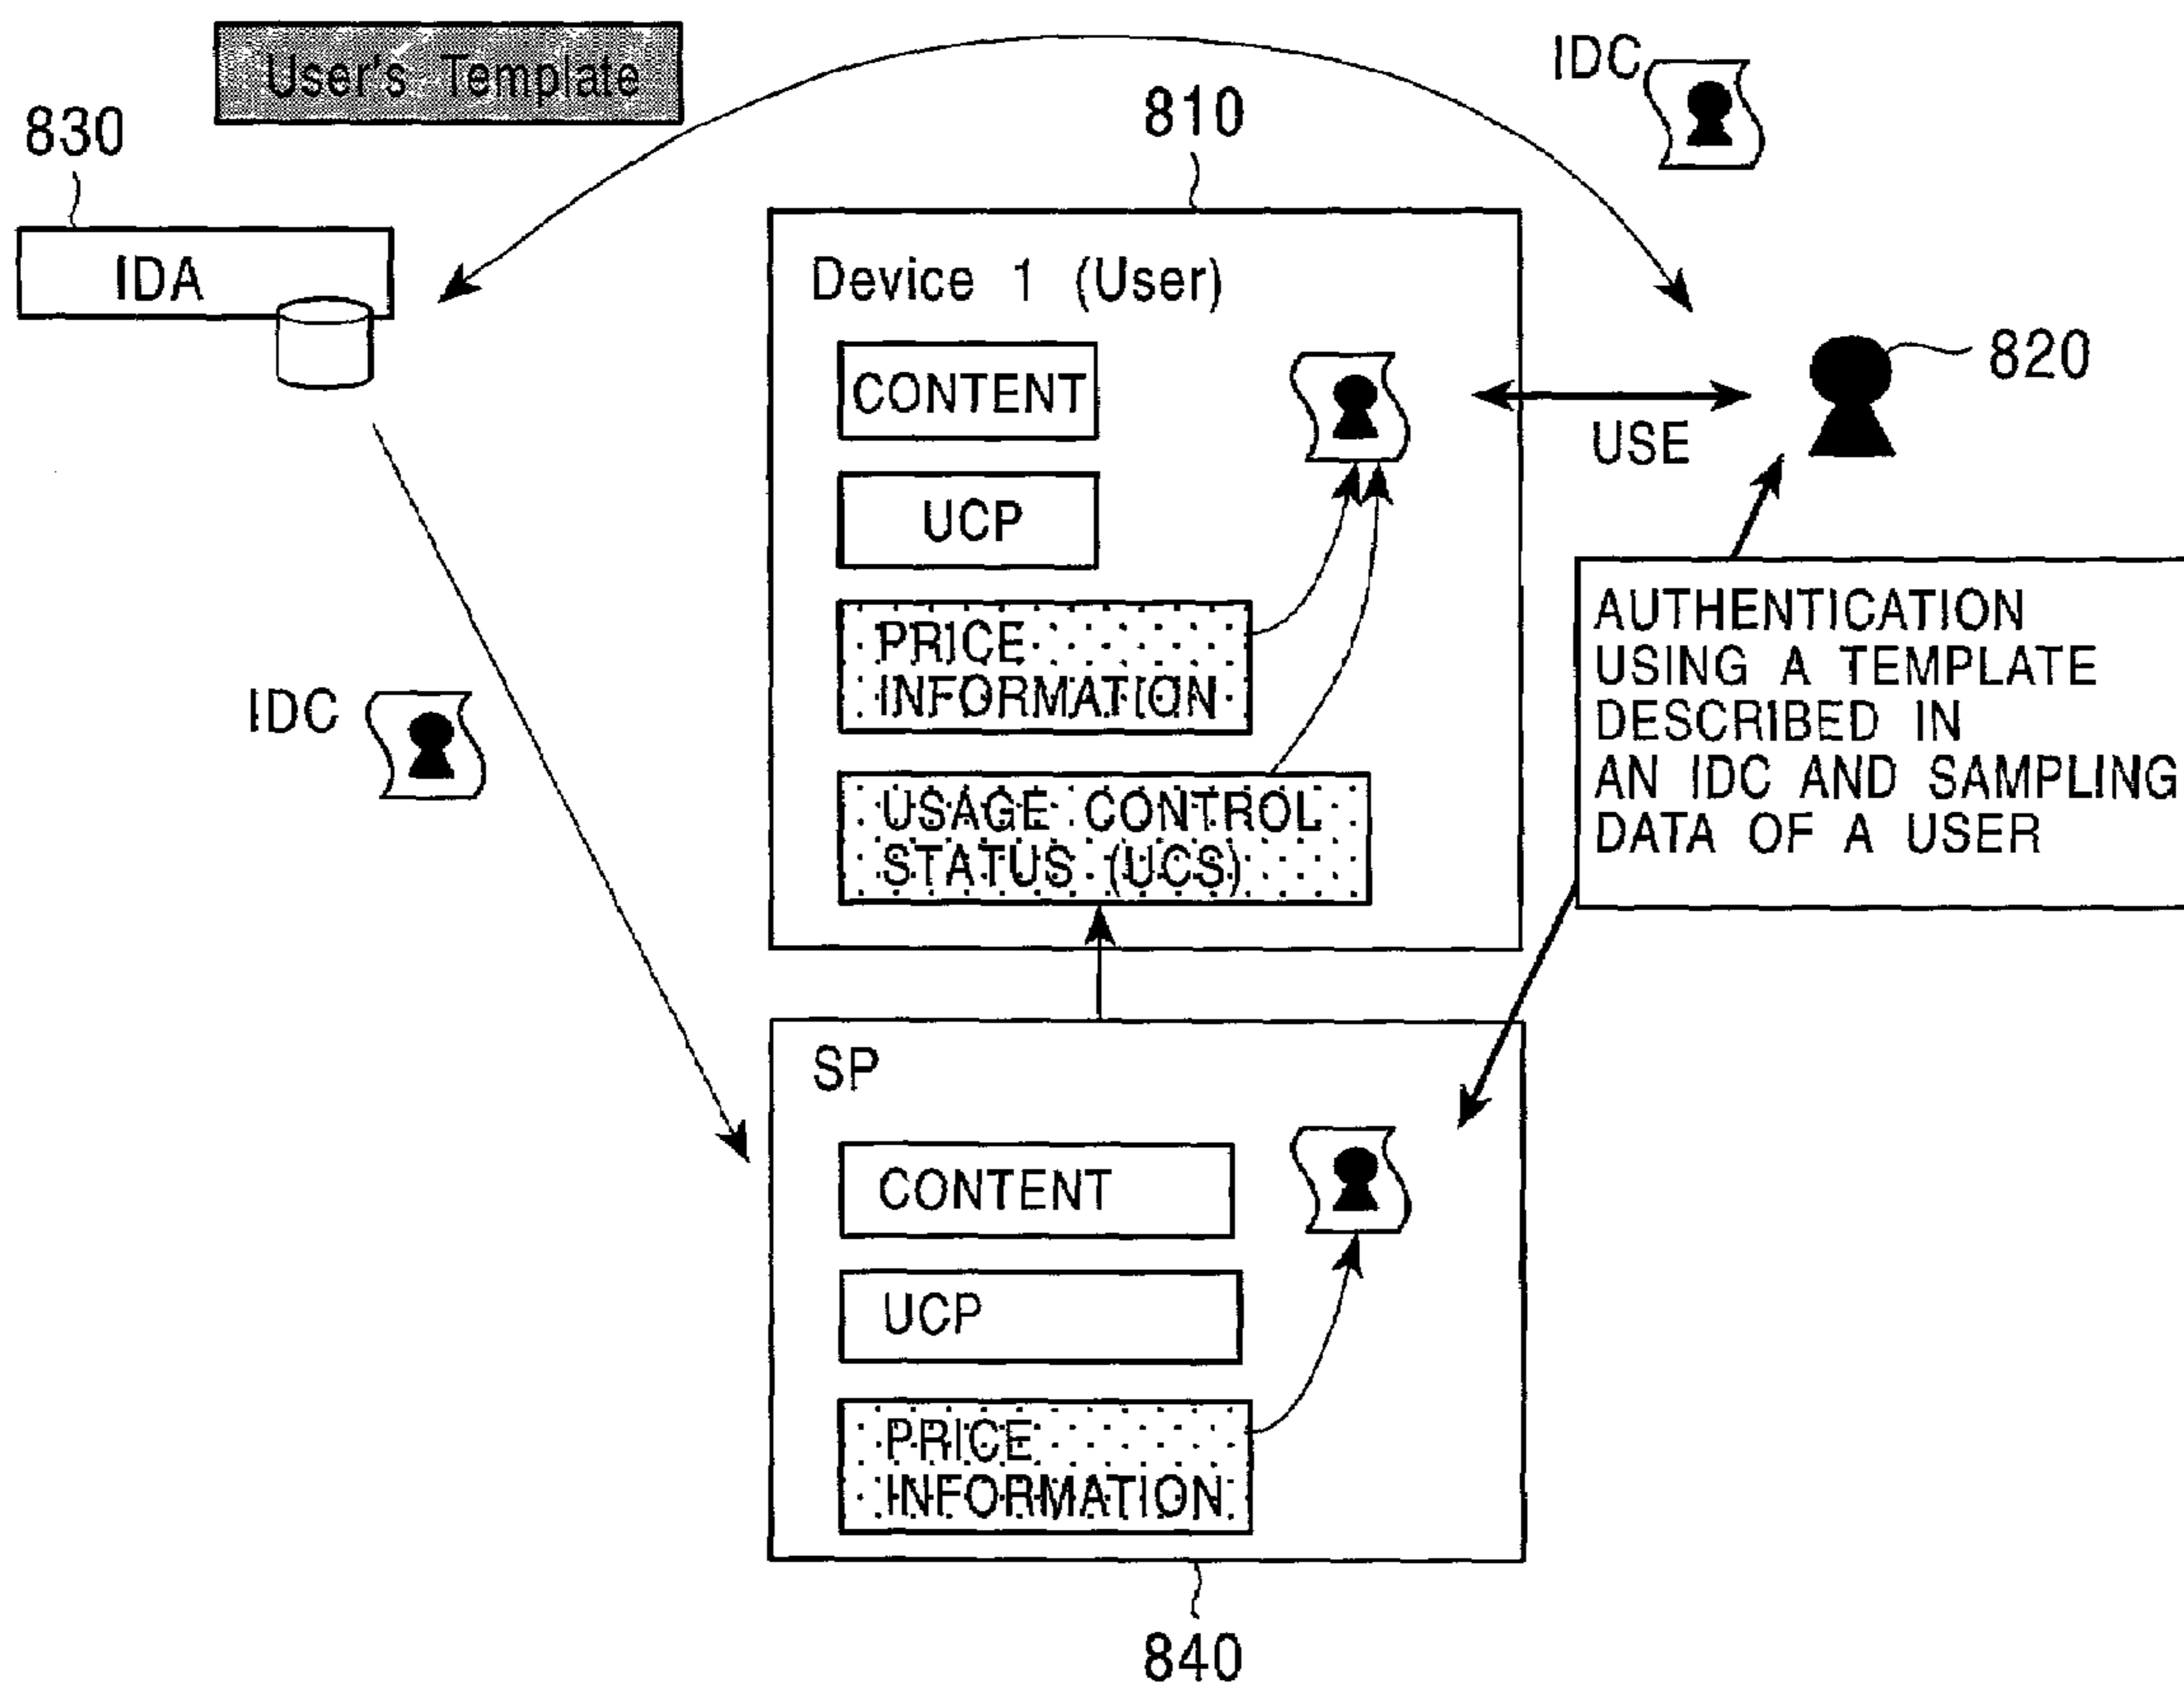 User's Template
IDC
830
810
IDA
Device 1 (User)
820
CONTENT
USE
UCP
AUTHENTICATION
USING A TEMPLATE
DESCRIBED IN
AN IDC AND SAMPLING
DATA OF A USER
PRICE
INFORMATION
IDC
USAGE CONTROL
STATUS (UCS)
SP
CONTENT
UCP
PRICE
INFORMATION
840